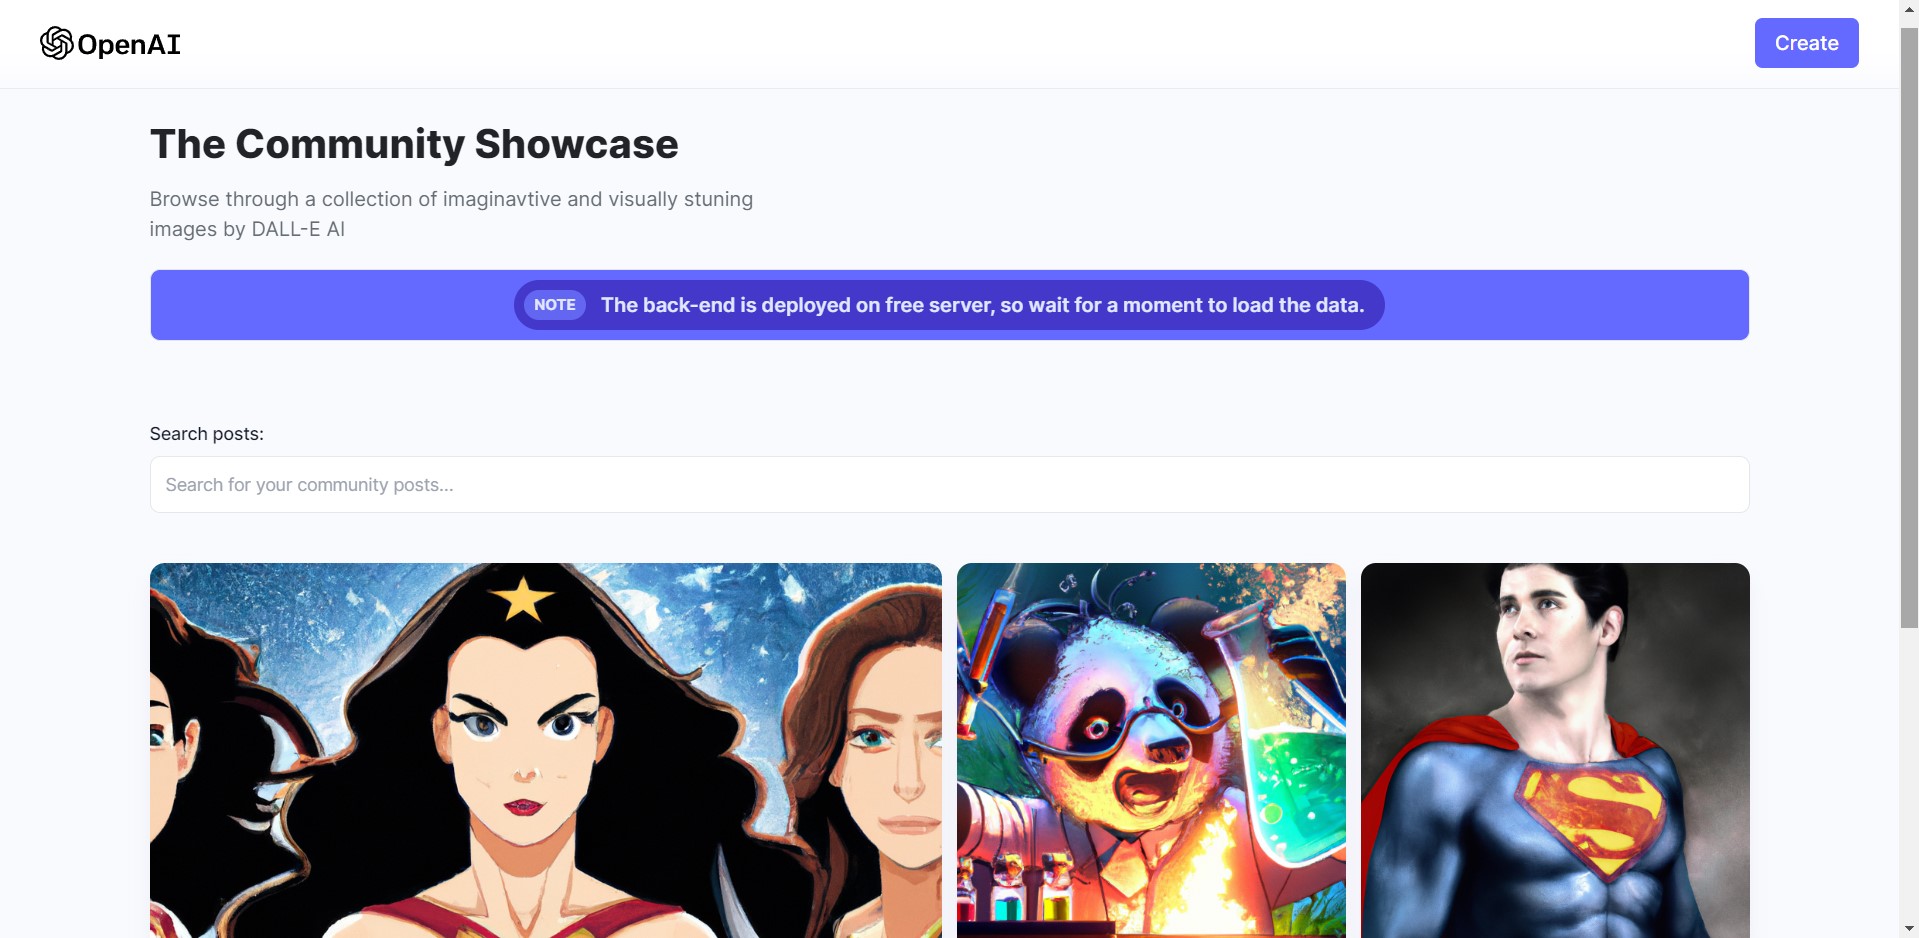 OpenAI
Create
The Community Showcase
Browse through a collection of imaginavtive and visually stuning
images by DALL-E AI
NOTE The back-end is deployed on free server, so wait for a moment to load the data.
Search posts:
Search for your community posts...
S